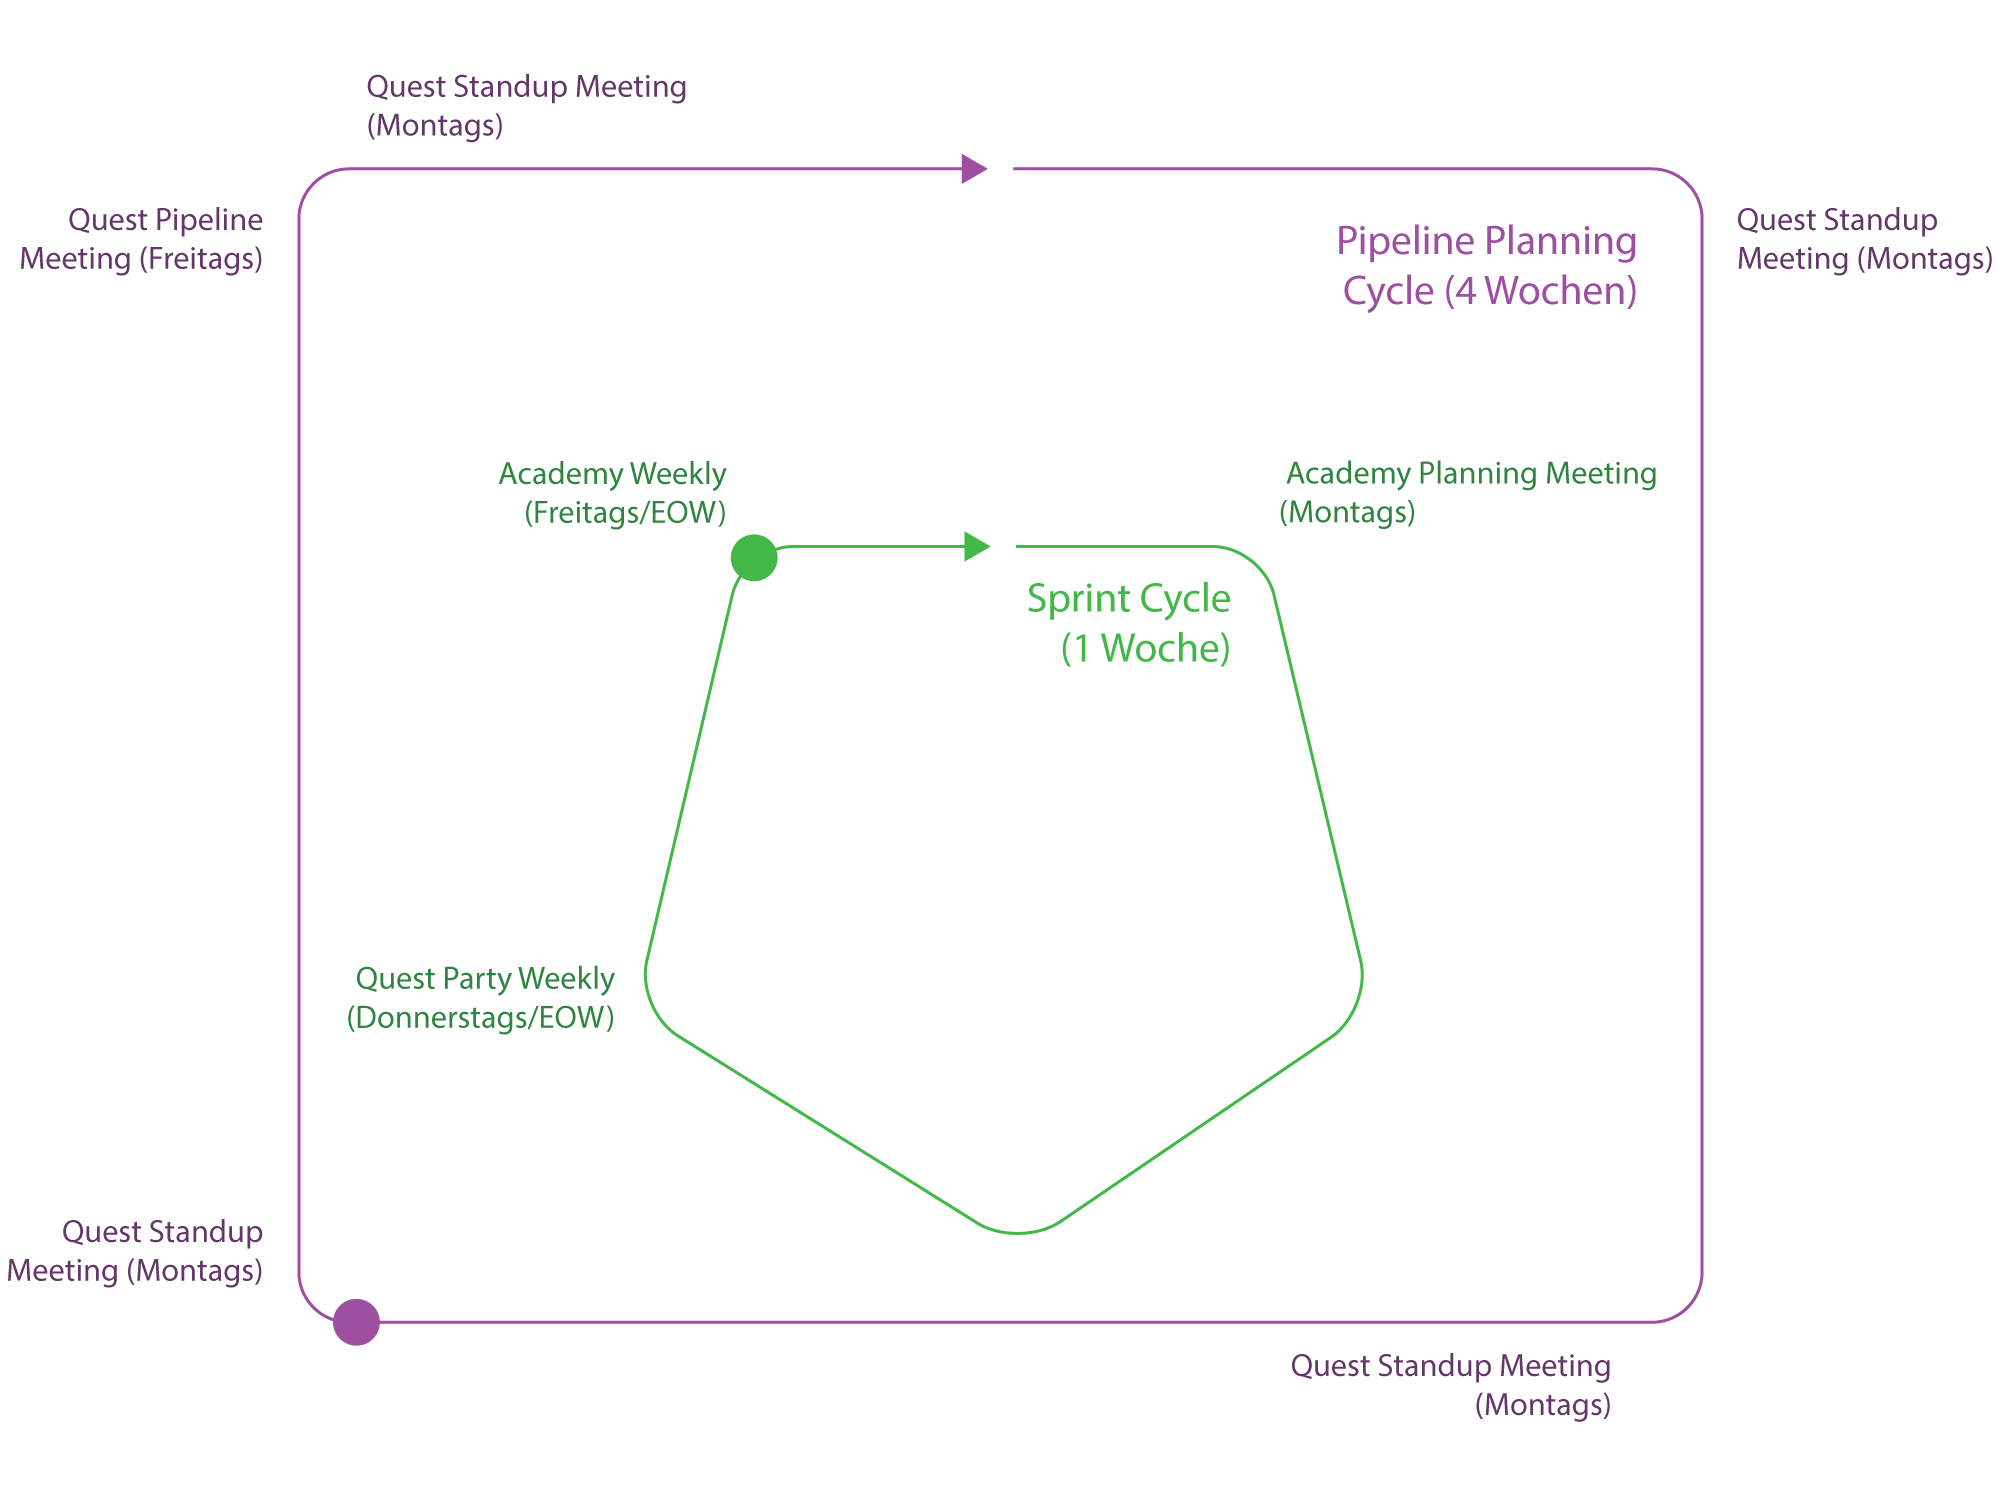 Quest Standup Meeting
(Montags)
Quest Pipeline
Meeting (Freitags)
Pipeline Planning
Cycle (4 Wochen)
Quest Standup
Meeting (Montags)
Academy Weekly
(Freitags/EOW)
Academy Planning Meeting
(Montags)
Sprint Cycle
(1 Woche)
Quest Party Weekly
(Donnerstags/EOW)
Quest Standup
Meeting (Montags)
Quest Standup Meeting
(Montags)